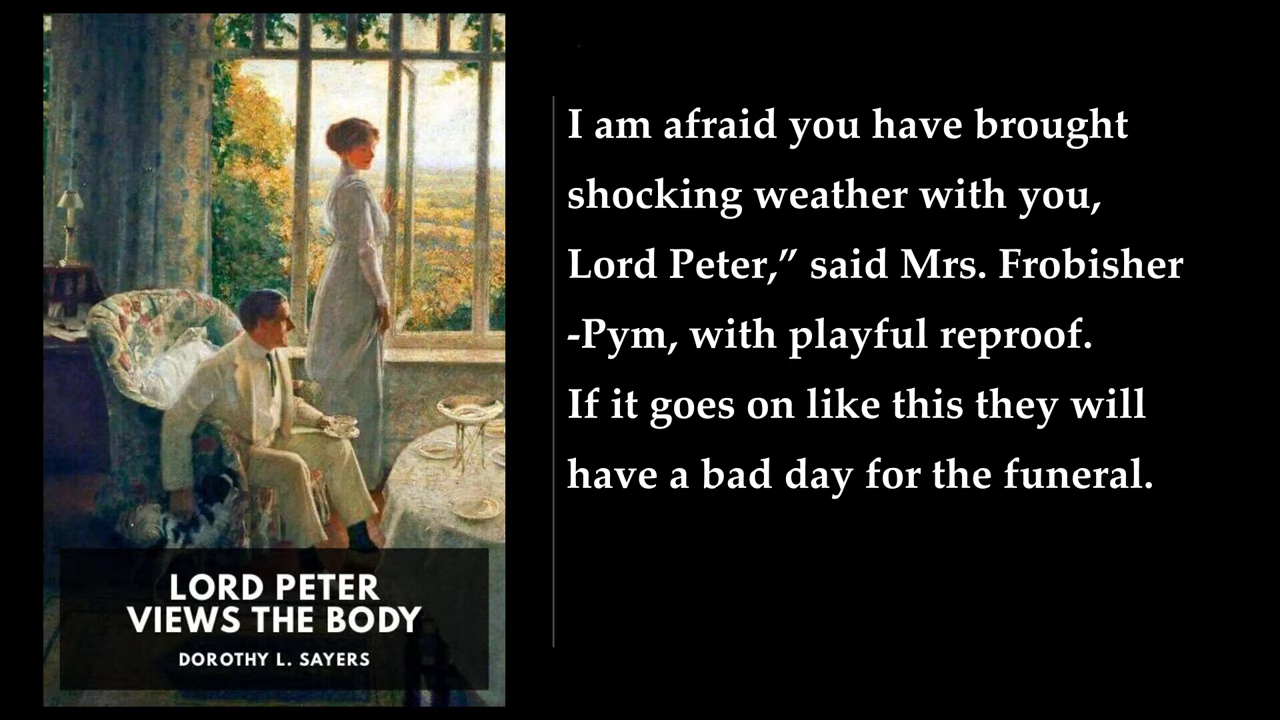 I am afraid you have brought
shocking weather with you,
Lord Peter,” said Mrs. Frobisher
-Pym, with playful reproof.
If it goes on like this they will
have a bad day for the funeral.
LORD PETER
VIEWS THE BODY
DOROTHY L. SAYERS